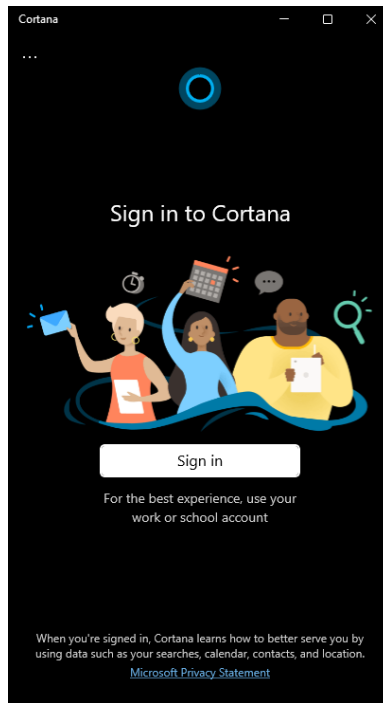 Cortana
...
Sign in to Cortana
Sign in
For the best experience, use your
work or school account
When you're signed in, Cortana learns how to better serve you by
using data such as your searches, calendar, contacts, and location.
Microsoft Privacy Statement